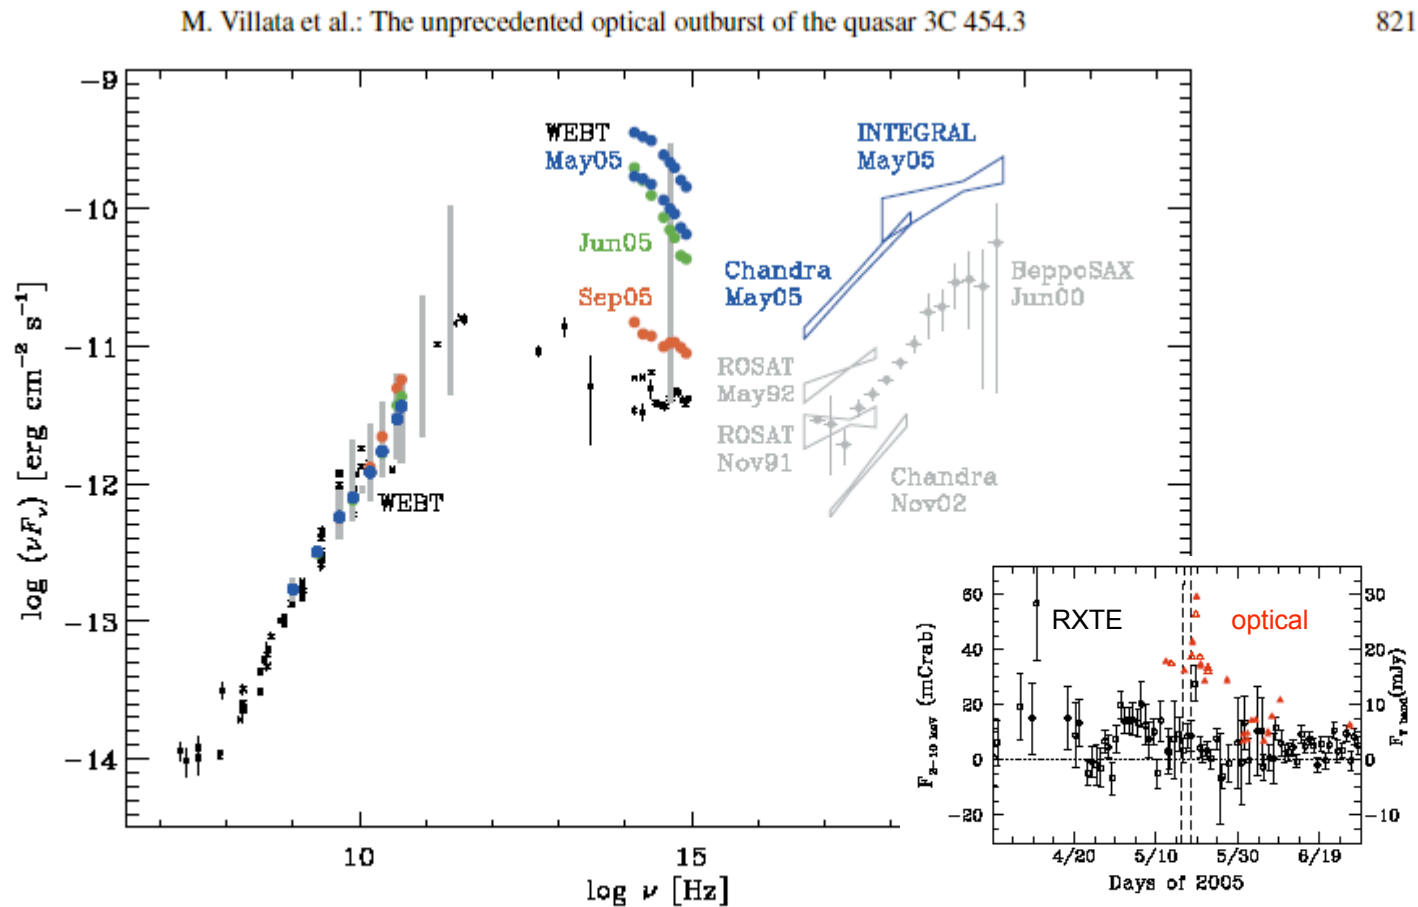 M. Villata et al.: The unprecedented optical outburst of the quasar 3C 454.3 821
−9
−10
−11
−12
−13
−14
log (νFν) [erg cm−2 s−1]
WEBT
May05
Jun05
Sep05
INTEGRAL
May05
Chandra
May05
BeppoSAX
Jun00
ROSAT
May92
ROSAT
Nov91
Chandra
Nov02
WEBT
10 15
log ν [Hz]
RXTE optical
60
40
20
0
−20
F2−10 keV (mCrab)
30
20
10
0
−10
(mJy)
4/20 5/10 5/30 6/19
Days of 2005